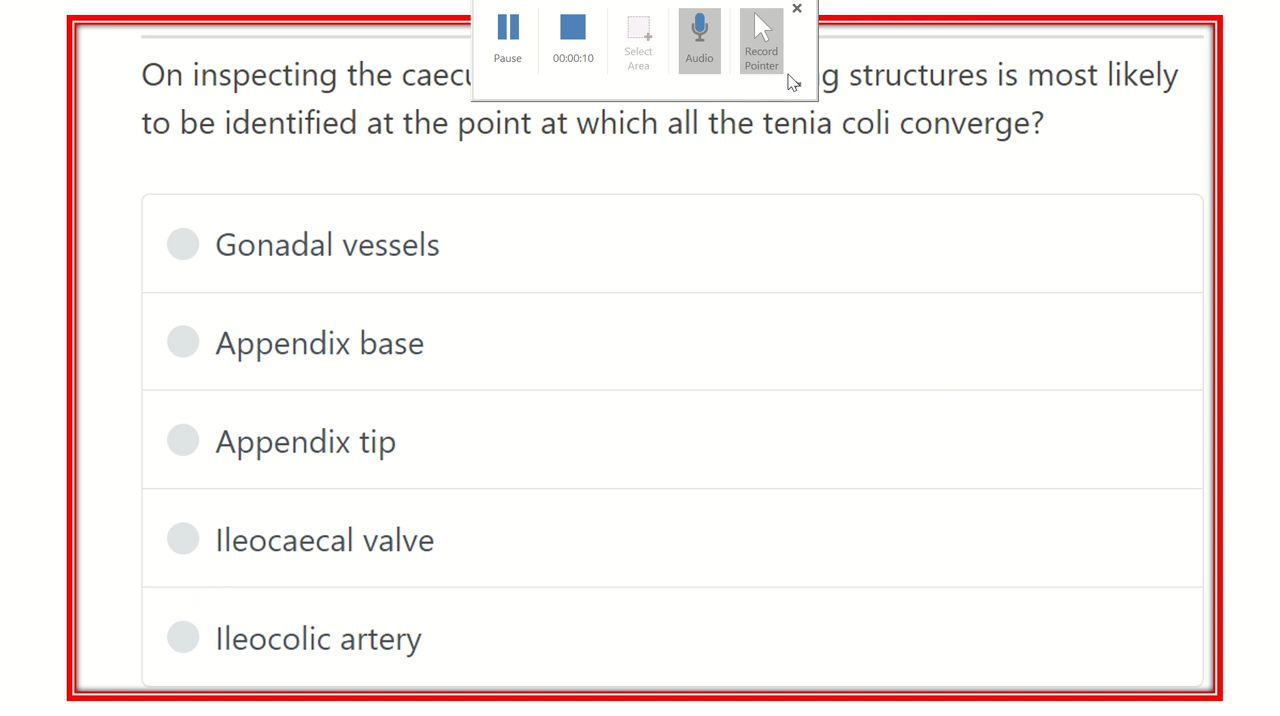 Pause
00:00:10
Select
Area
Audio
Record
Pointer
On inspecting the g structures is most likely
to be identified at the point at which all the tenia coli converge?
Gonadal vessels
Appendix base
Appendix tip
Ileocaecal valve
Ileocolic artery